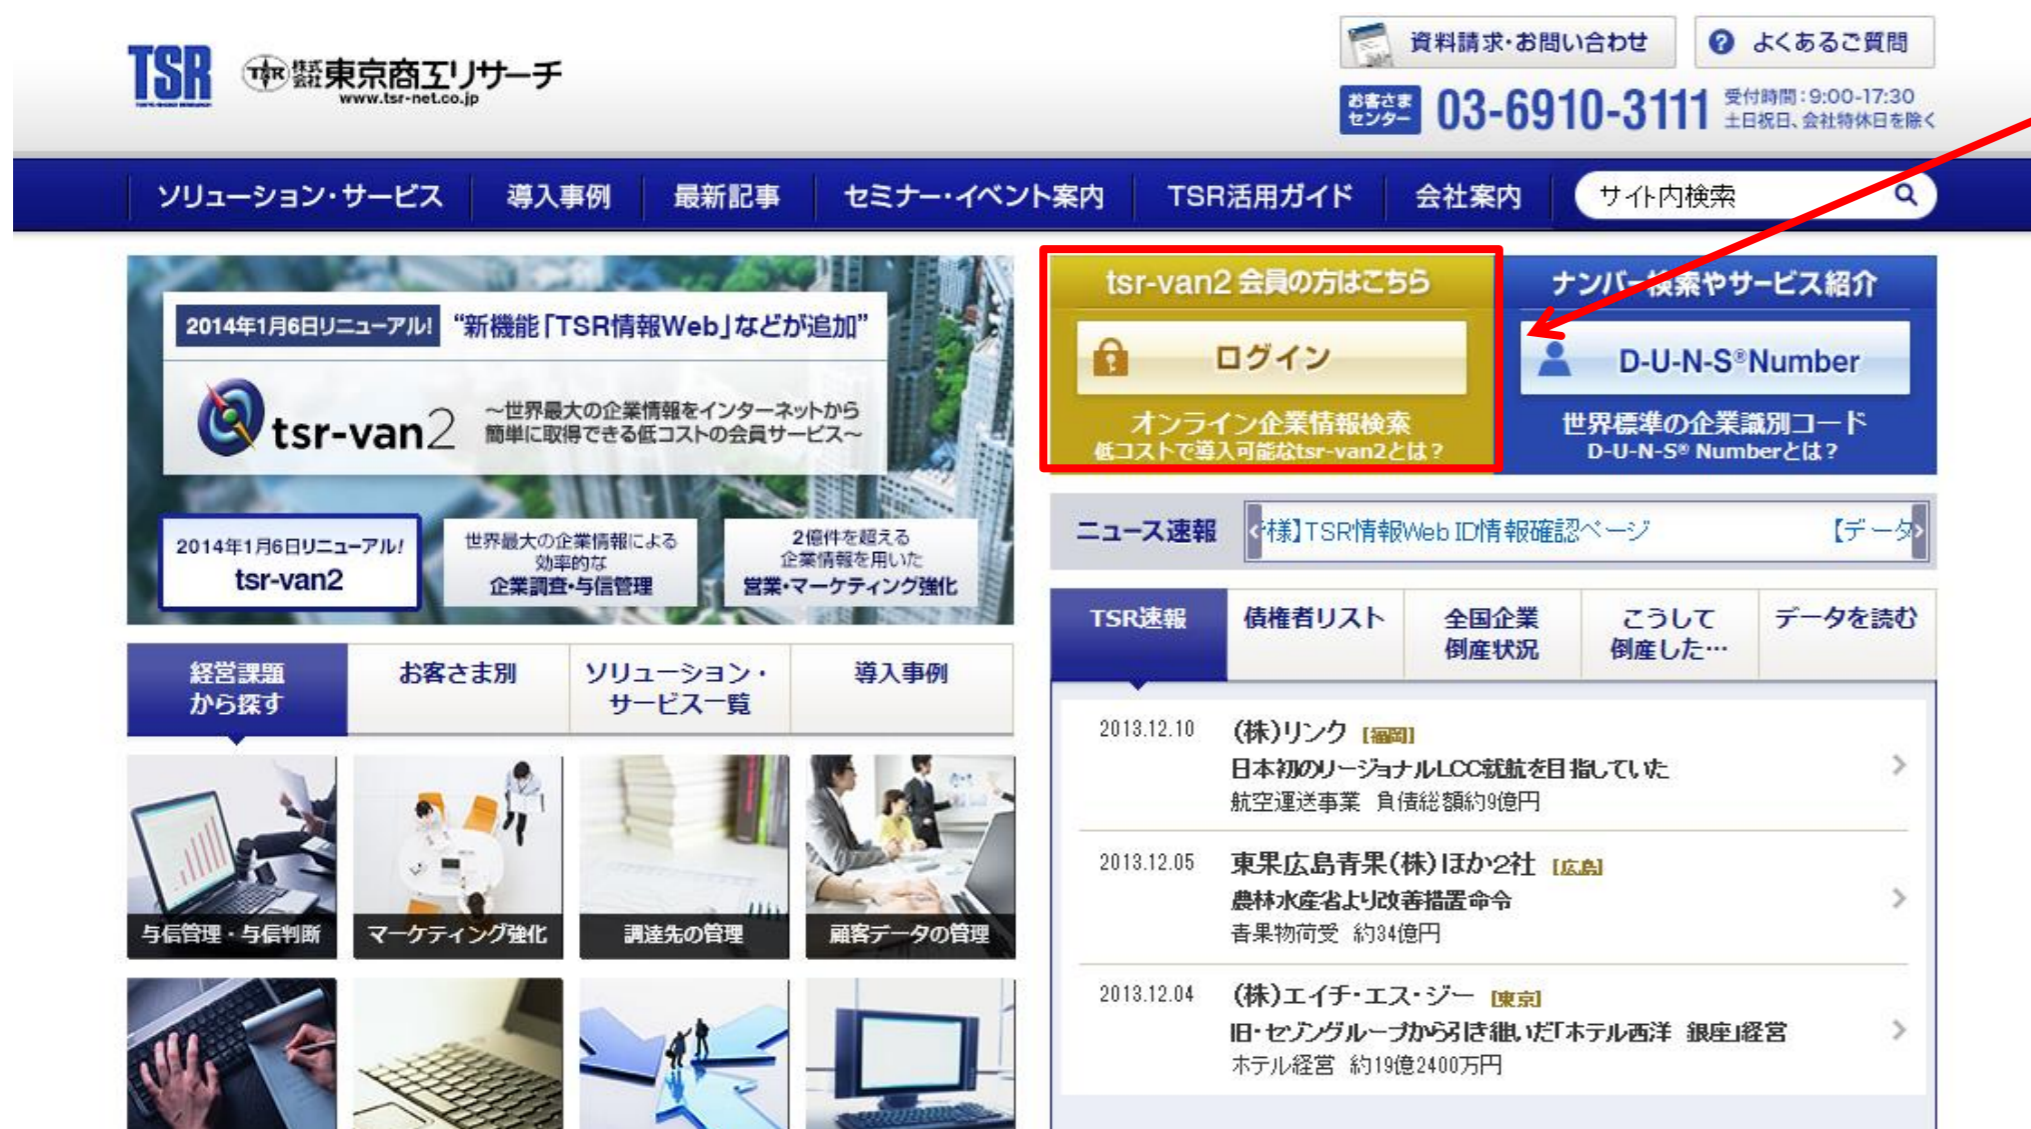 TSR
TSR 株式会社 東京商工リサーチ
www.tsr-net.co.jp
資料請求・お問い合わせ
よくあるご質問
お客さま
センター
03-6910-3111
受付時間:9:00-17:30
土日祝日、会社特休日を除く
ソリューション・サービス
導入事例
最新記事
セミナー・イベント案内
TSR活用ガイド
会社案内
サイト内検索
2014年1月6日リニューアル!
“新機能「TSR情報Web」などが追加”
tsr-van2
～世界最大の企業情報をインターネットから
簡単に取得できる低コストの会員サービス～
2014年1月6日リニューアル!
tsr-van2
世界最大の企業情報による
効率的な
企業調査・与信管理
2億件を超える
企業情報を用いた
営業・マーケティング強化
tsr-van2 会員の方はこちら
ログイン
オンライン企業情報検索
低コストで導入可能なtsr-van2とは?
ナンバー検索やサービス紹介
D-U-N-S®Number
世界標準の企業識別コード
D-U-N-S® Numberとは?
ニュース速報
様】TSR情報Web ID情報確認ページ
【データ
TSR速報
債権者リスト
全国企業
倒産状況
こうして
倒産した…
データを読む
経営課題
から探す
お客さま別
ソリューション・
サービス一覧
導入事例
与信管理・与信判断
マーケティング強化
調達先の管理
顧客データの管理
2013.12.10
(株)リンク [福岡]
日本初のリージョナルLCC就航を目指していた
航空運送事業 負債総額約9億円
2013.12.05
東果広島青果(株)ほか2社 [広島]
農林水産省より改善措置命令
青果物荷受 約34億円
2013.12.04
(株)エイチ・エス・ジー [東京]
旧・セゾングループから引き継いだ「ホテル西洋 銀座」経営
ホテル経営 約19億2400万円